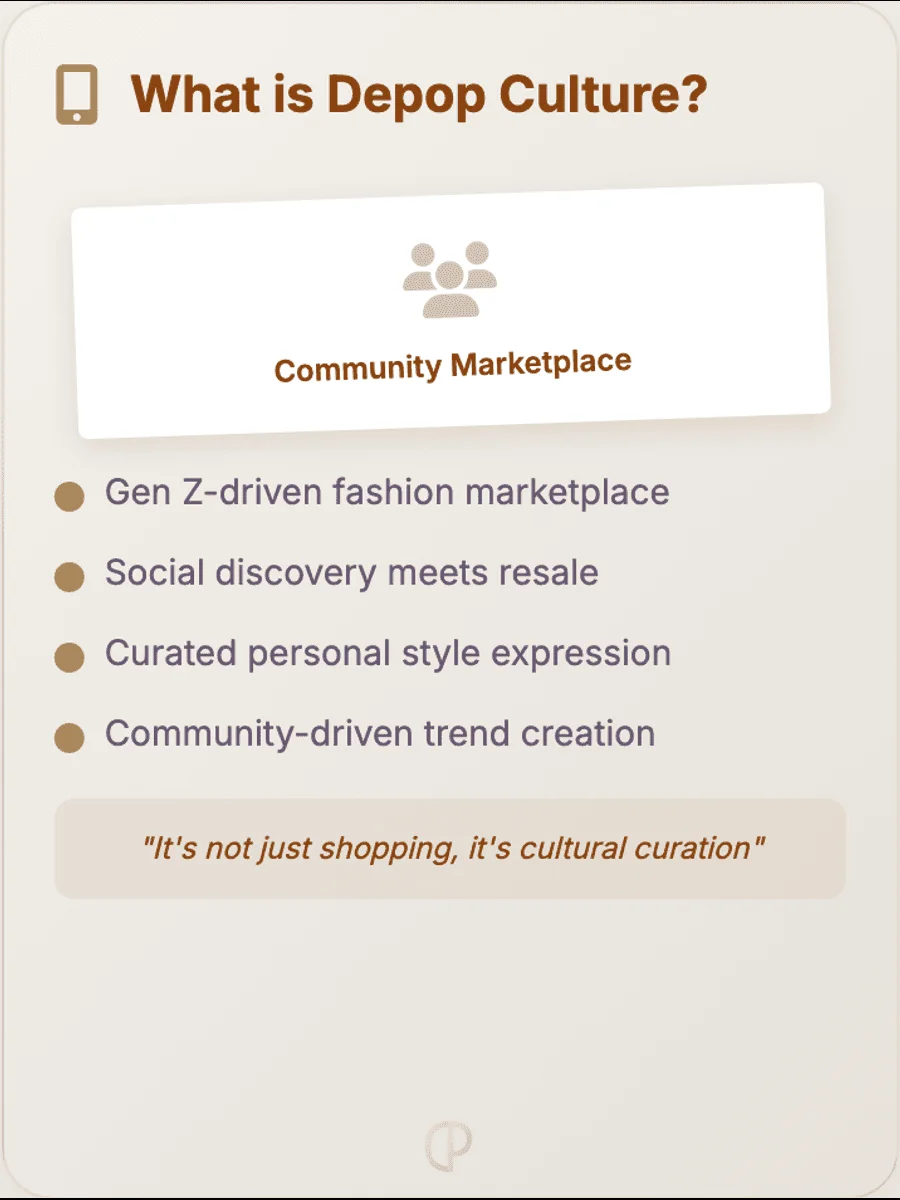 What is Depop Culture?
Community Marketplace
Gen Z-driven fashion marketplace
Social discovery meets resale
Curated personal style expression
Community-driven trend creation
"It's not just shopping, it's cultural curation"